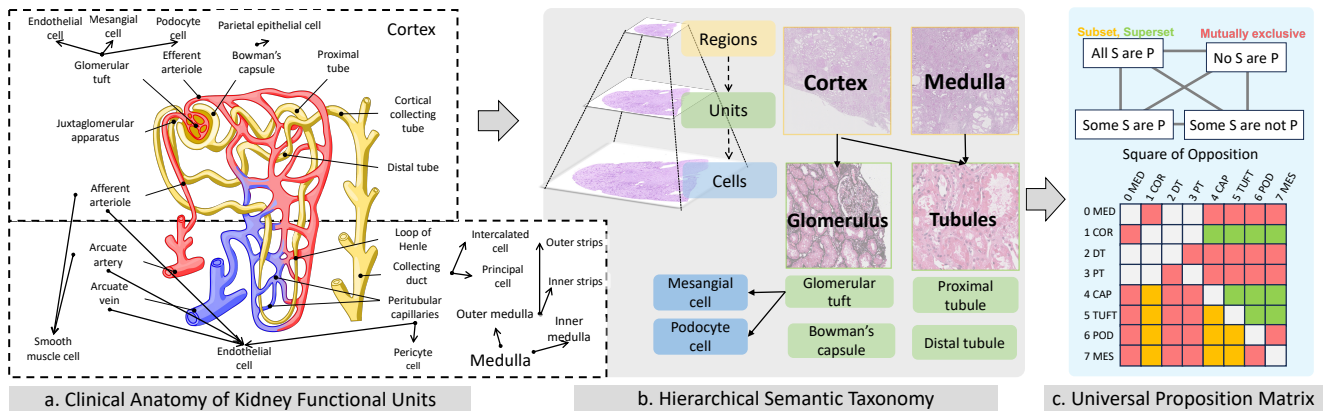 Endothelial
cell
Mesangial
cell
Podocyte
cell
Parietal epithelial cell
Cortex
Glomerular
tuft
Efferent
arteriole
Bowman's
capsule
Proximal
tube
Juxtaglomerular
apparatus
Cortical
collecting
tube
Distal tube
Afferent
arteriole
Arcuate
artery
Arcuate
vein
Smooth
muscle cell
Loop of
Henle
Collecting
duct
Peritubular
capillaries
Endothelial
cell
Pericyte
cell
Intercalated
cell
Principal
cell
Outer strips
Inner strips
Outer medulla
Inner
medulla
Medulla
a. Clinical Anatomy of Kidney Functional Units
Regions
Units
Cells
Cortex
Medulla
Glomerulus
Tubules
Mesangial
cell
Podocyte
cell
Glomerular
tuft
Proximal
tubule
Bowman's
capsule
Distal tubule
b. Hierarchical Semantic Taxonomy
Subset, Superset
Mutually exclusive
All S are P
No S are P
Some S are P
Some S are not P
Square of Opposition
0 MED
1 COR
2 DT
3 PT
4 CAP
5 TUFT
6 POD
7 MES
0 MED
1 COR
2 DT
3 PT
4 CAP
5 TUFT
6 POD
7 MES
c. Universal Proposition Matrix